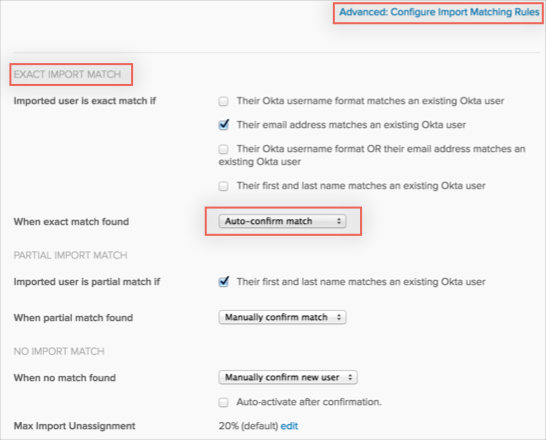 Advanced: Configure Import Matching Rules
EXACT IMPORT MATCH
Imported user is exact match if
Their Okta username format matches an existing Okta user
Their email address matches an existing Okta user
Their Okta username format OR their email address matches an
existing Okta user
Their first and last name matches an existing Okta user
When exact match found
Auto-confirm match
PARTIAL IMPORT MATCH
Imported user is partial match if
Their first and last name matches an existing Okta user
When partial match found
Manually confirm match
NO IMPORT MATCH
When no match found
Manually confirm new user
Auto-activate after confirmation.
Max Import Unassignment
20% (default) edit